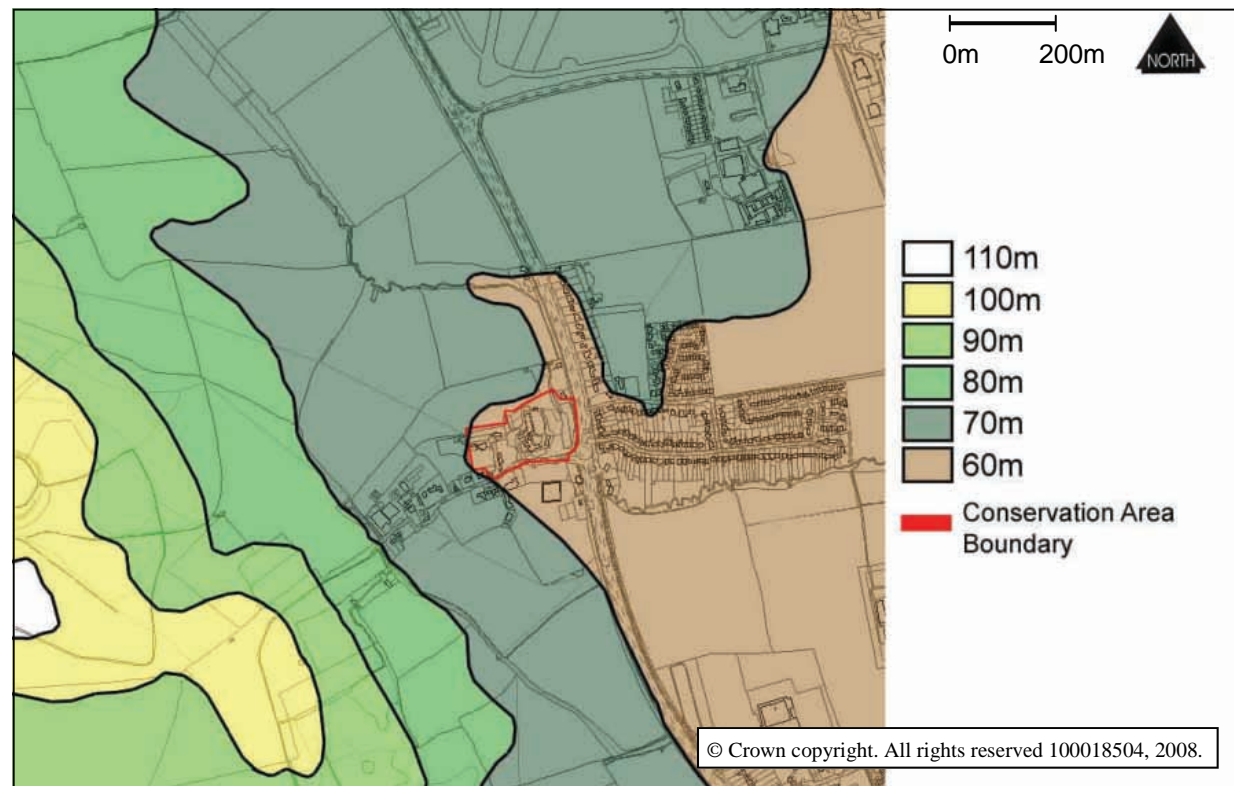 0m 200m
NORTH
110m
100m
90m
80m
70m
60m
Conservation Area
Boundary
© Crown copyright. All rights reserved 100018504, 2008.